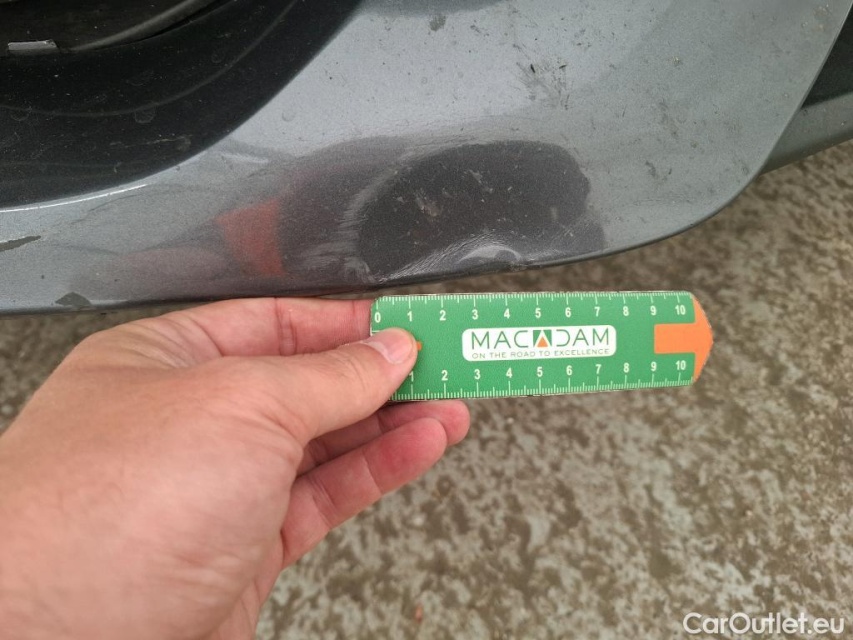 0 1 2 3 4 5 6 7 8 9 10
MACADAM
ON THE ROAD TO EXCELLENCE
1 2 3 4 5 6 7 8 9 10
CarOutlet.eu